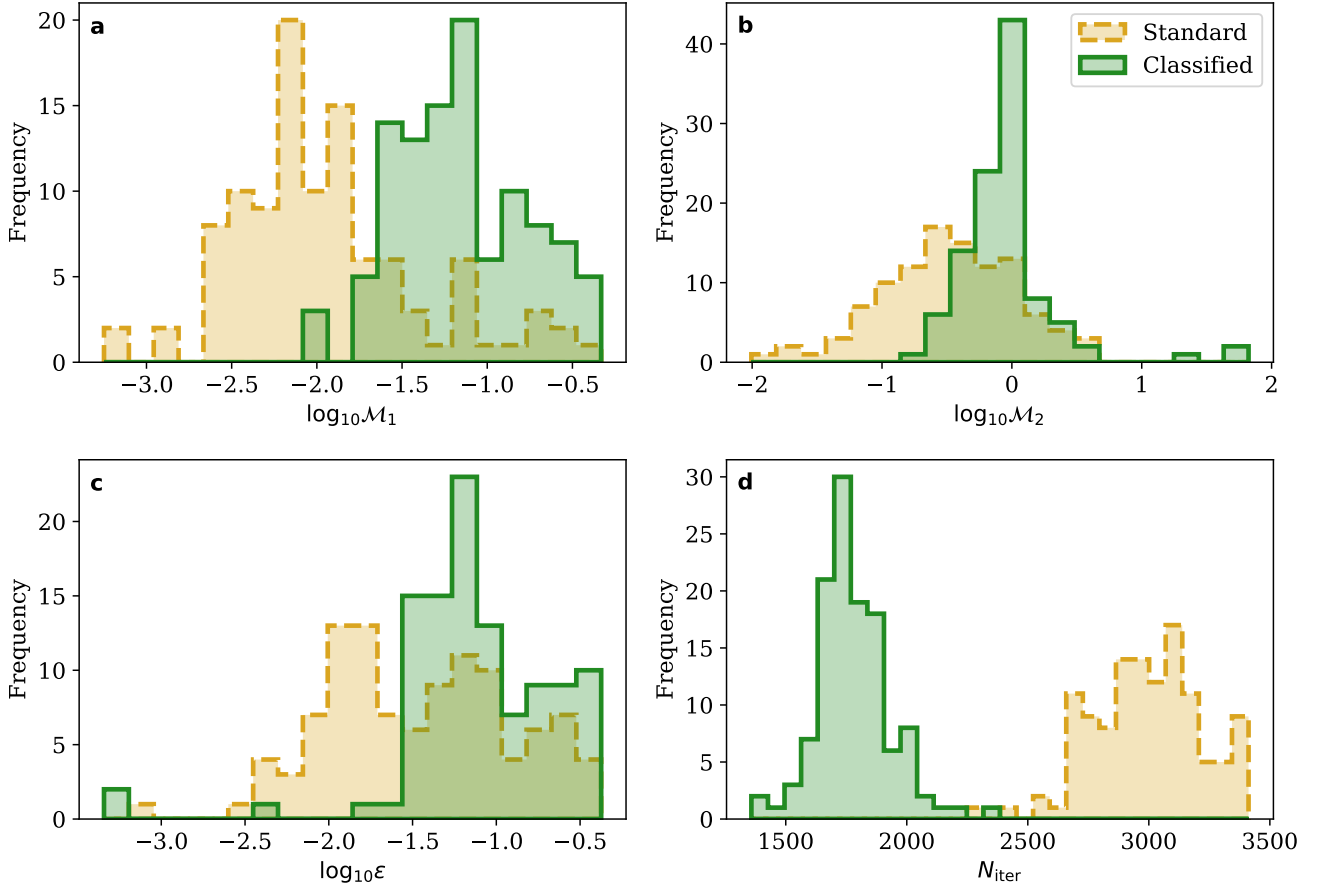 a
20
15
10
5
0
Frequency
−3.0 −2.5 −2.0 −1.5 −1.0 −0.5
log₁₀ℳ₁
b
Standard
Classified
40
30
20
10
0
Frequency
−2 −1 0 1 2
log₁₀ℳ₂
c
20
15
10
5
0
Frequency
−3.0 −2.5 −2.0 −1.5 −1.0 −0.5
log₁₀ε
d
30
25
20
15
10
5
0
Frequency
1500 2000 2500 3000 3500
N_iter